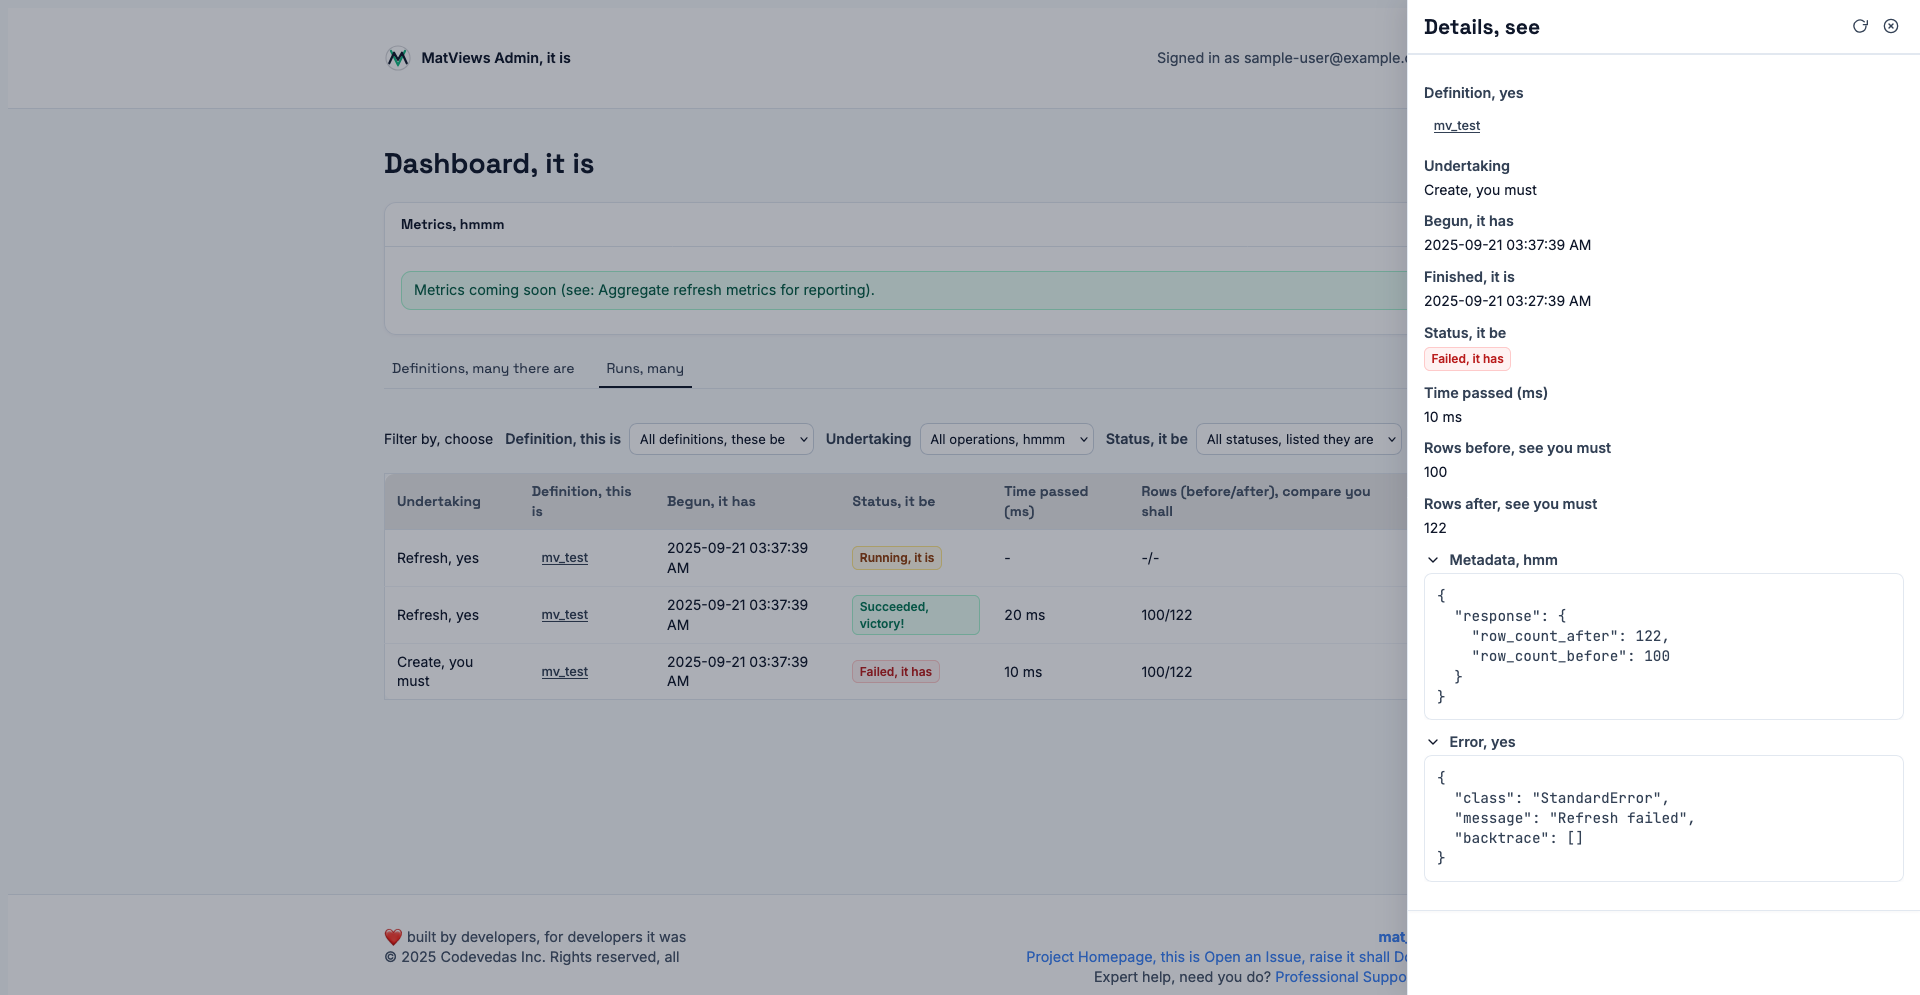 MatViews Admin, it is
Signed in as sample-user@example.
Dashboard, it is
Metrics, hmmm
Metrics coming soon (see: Aggregate refresh metrics for reporting).
Definitions, many there are
Runs, many
Filter by, choose Definition, this is All definitions, these be Undertaking All operations, hmmm Status, it be All statuses, listed they are
Undertaking Definition, this is Begun, it has Status, it be Time passed (ms) Rows (before/after), compare you shall
Refresh, yes mv_test 2025-09-21 03:37:39 AM Running, it is - -/-
Refresh, yes mv_test 2025-09-21 03:37:39 AM Succeeded, victory! 20 ms 100/122
Create, you must mv_test 2025-09-21 03:37:39 AM Failed, it has 10 ms 100/122
❤️ built by developers, for developers it was
© 2025 Codevedas Inc. Rights reserved, all
mat
Project Homepage, this is Open an Issue, raise it shall
Expert help, need you do? Professional Suppo
Details, see
Definition, yes
mv_test
Undertaking
Create, you must
Begun, it has
2025-09-21 03:37:39 AM
Finished, it is
2025-09-21 03:27:39 AM
Status, it be
Failed, it has
Time passed (ms)
10 ms
Rows before, see you must
100
Rows after, see you must
122
Metadata, hmm
{
"response": {
"row_count_after": 122,
"row_count_before": 100
}
}
Error, yes
{
"class": "StandardError",
"message": "Refresh failed",
"backtrace": []
}